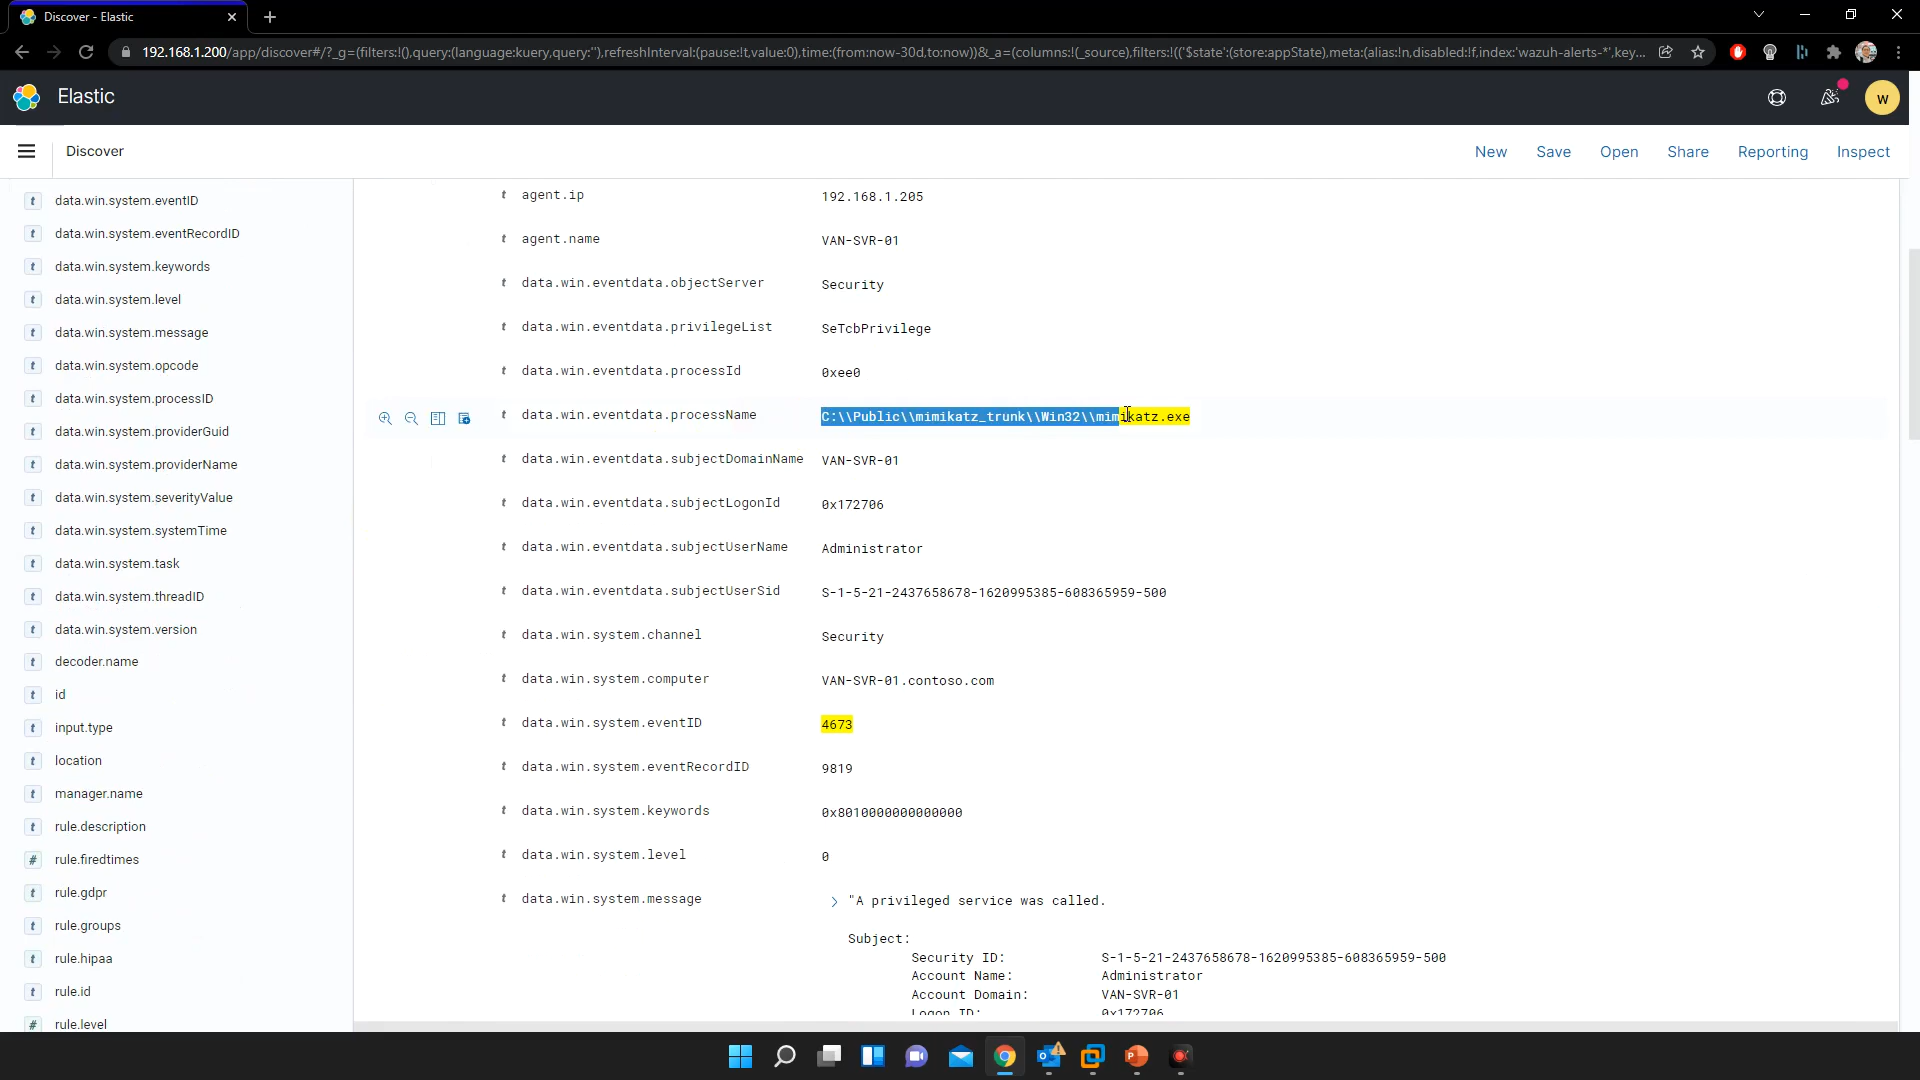 Discover - Elastic
192.168.1.200/app/discover#/?_g=(filters:!(),query:(language:kuery,query:''),refreshInterval:(pause:!t,value:0),time:(from:now-30d,to:now))&_a=(columns:!(_source),filters:!(('$state':(store:appState),meta:(alias:!n,disabled:!f,index:'wazuh-alerts-*',key...
Elastic
w
Discover
New
Save
Open
Share
Reporting
Inspect
t data.win.system.eventID
t data.win.system.eventRecordID
t data.win.system.keywords
t data.win.system.level
t data.win.system.message
t data.win.system.opcode
t data.win.system.processID
t data.win.system.providerGuid
t data.win.system.providerName
t data.win.system.severityValue
t data.win.system.systemTime
t data.win.system.task
t data.win.system.threadID
t data.win.system.version
t decoder.name
t id
t input.type
t location
t manager.name
t rule.description
# rule.firedtimes
t rule.gdpr
t rule.groups
t rule.hipaa
t rule.id
# rule.level
t agent.ip 192.168.1.205
t agent.name VAN-SVR-01
t data.win.eventdata.objectServer Security
t data.win.eventdata.privilegeList SeTcbPrivilege
t data.win.eventdata.processId 0xee0
t data.win.eventdata.processName C:\\Public\\mimikatz_trunk\\Win32\\mimikatz.exe
t data.win.eventdata.subjectDomainName VAN-SVR-01
t data.win.eventdata.subjectLogonId 0x172706
t data.win.eventdata.subjectUserName Administrator
t data.win.eventdata.subjectUserSid S-1-5-21-2437658678-1620995385-608365959-500
t data.win.system.channel Security
t data.win.system.computer VAN-SVR-01.contoso.com
t data.win.system.eventID 4673
t data.win.system.eventRecordID 9819
t data.win.system.keywords 0x8010000000000000
t data.win.system.level 0
t data.win.system.message "A privileged service was called.
Subject:
Security ID: S-1-5-21-2437658678-1620995385-608365959-500
Account Name: Administrator
Account Domain: VAN-SVR-01
Logon ID: 0x172706